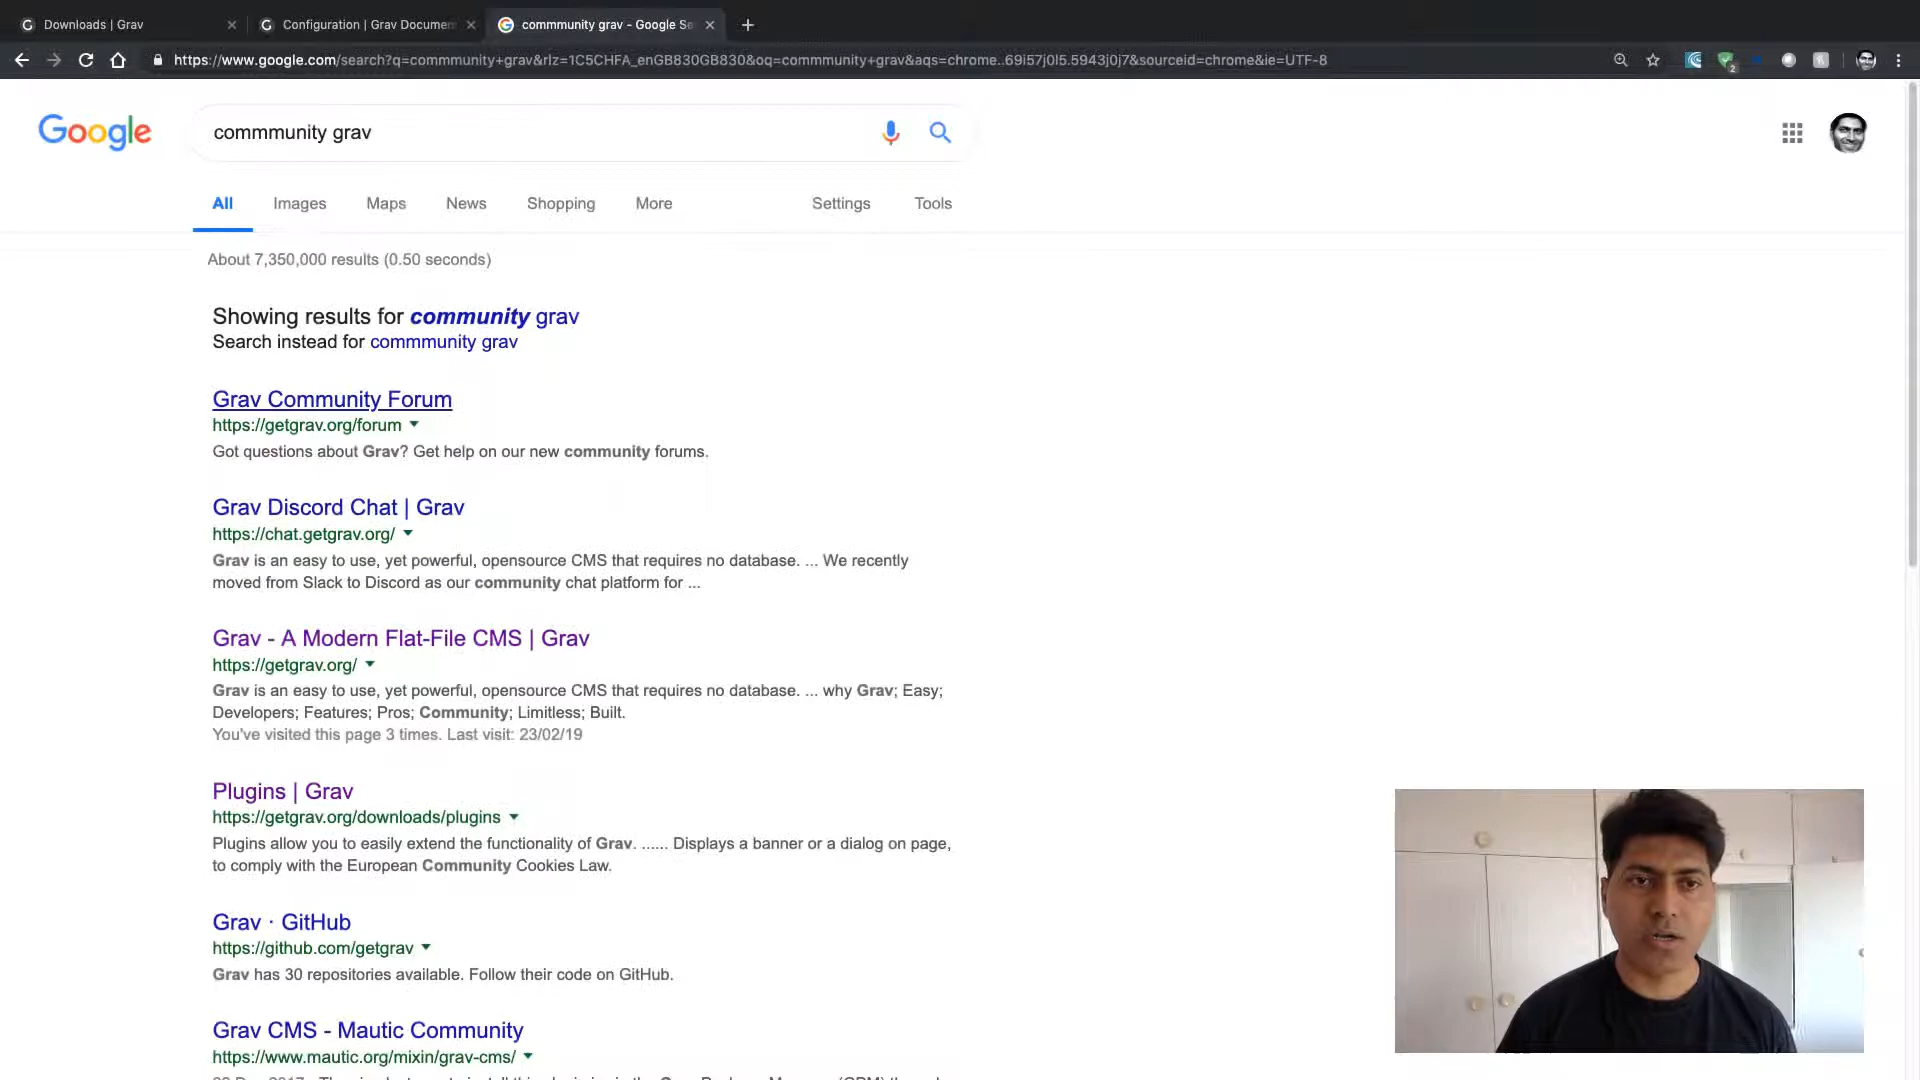 Downloads | Grav
Configuration | Grav Documen
commmunity grav - Google Se
https://www.google.com/search?q=commmunity+grav&rlz=1C5CHFA_enGB830GB830&oq=commmunity+grav&aqs=chrome..69i57j0l5.5943j0j7&sourceid=chrome&ie=UTF-8
2
Google
commmunity grav
All
Images
Maps
News
Shopping
More
Settings
Tools
About 7,350,000 results (0.50 seconds)
Showing results for community grav
Search instead for commmunity grav
Grav Community Forum
https://getgrav.org/forum
Got questions about Grav? Get help on our new community forums.
Grav Discord Chat | Grav
https://chat.getgrav.org/
Grav is an easy to use, yet powerful, opensource CMS that requires no database. ... We recently
moved from Slack to Discord as our community chat platform for ...
Grav - A Modern Flat-File CMS | Grav
https://getgrav.org/
Grav is an easy to use, yet powerful, opensource CMS that requires no database. ... why Grav; Easy;
Developers; Features; Pros; Community; Limitless; Built.
You've visited this page 3 times. Last visit: 23/02/19
Plugins | Grav
https://getgrav.org/downloads/plugins
Plugins allow you to easily extend the functionality of Grav. ...... Displays a banner or a dialog on page,
to comply with the European Community Cookies Law.
Grav · GitHub
https://github.com/getgrav
Grav has 30 repositories available. Follow their code on GitHub.
Grav CMS - Mautic Community
https://www.mautic.org/mixin/grav-cms/